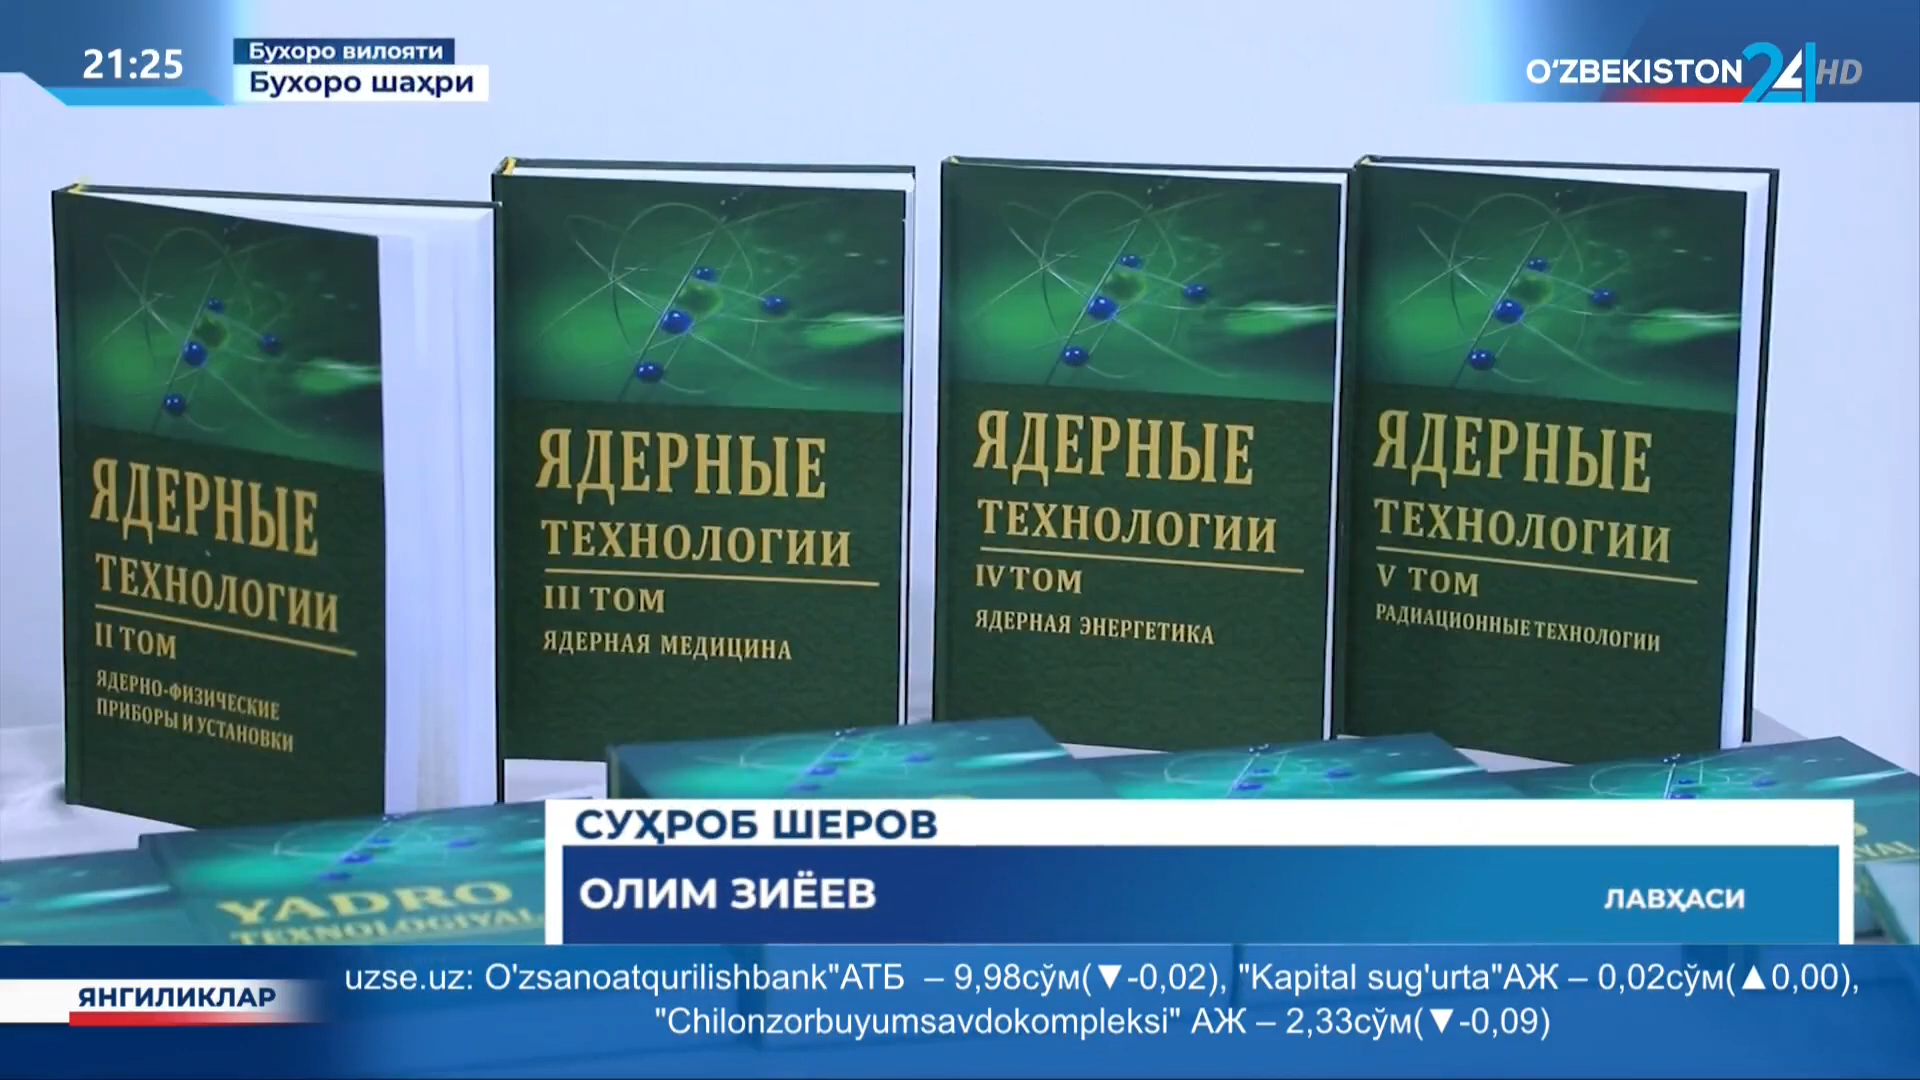 21:25
Бухоро вилояти
Бухоро шаҳри
O‘ZBEKISTON 24 HD
ЯДЕРНЫЕ
ТЕХНОЛОГИИ
II ТОМ
ЯДЕРНО-ФИЗИЧЕСКИЕ
ПРИБОРЫ И УСТАНОВКИ
ЯДЕРНЫЕ
ТЕХНОЛОГИИ
III ТОМ
ЯДЕРНАЯ МЕДИЦИНА
ЯДЕРНЫЕ
ТЕХНОЛОГИИ
IV ТОМ
ЯДЕРНАЯ ЭНЕРГЕТИКА
ЯДЕРНЫЕ
ТЕХНОЛОГИИ
V ТОМ
РАДИАЦИОННЫЕ ТЕХНОЛОГИИ
YADRO
СУҲРОБ ШЕРОВ
ОЛИМ ЗИЁЕВ
ЛАВҲАСИ
ЯНГИЛИКЛАР
uzse.uz: O'zsanoatqurilishbank"АТБ – 9,98сўм(▼-0,02), "Kapital sug'urta"АЖ – 0,02сўм(▲0,00),
"Chilonzorbuyumsavdokompleksi" АЖ – 2,33сўм(▼-0,09)